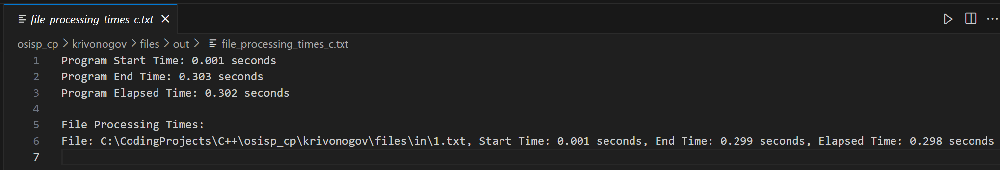 file_processing_times_c.txt
osisp_cp > krivonogov > files > out > file_processing_times_c.txt
1 Program Start Time: 0.001 seconds
2 Program End Time: 0.303 seconds
3 Program Elapsed Time: 0.302 seconds
4
5 File Processing Times:
6 File: C:\CodingProjects\C++\osisp_cp\krivonogov\files\in\1.txt, Start Time: 0.001 seconds, End Time: 0.299 seconds, Elapsed Time: 0.298 seconds
7